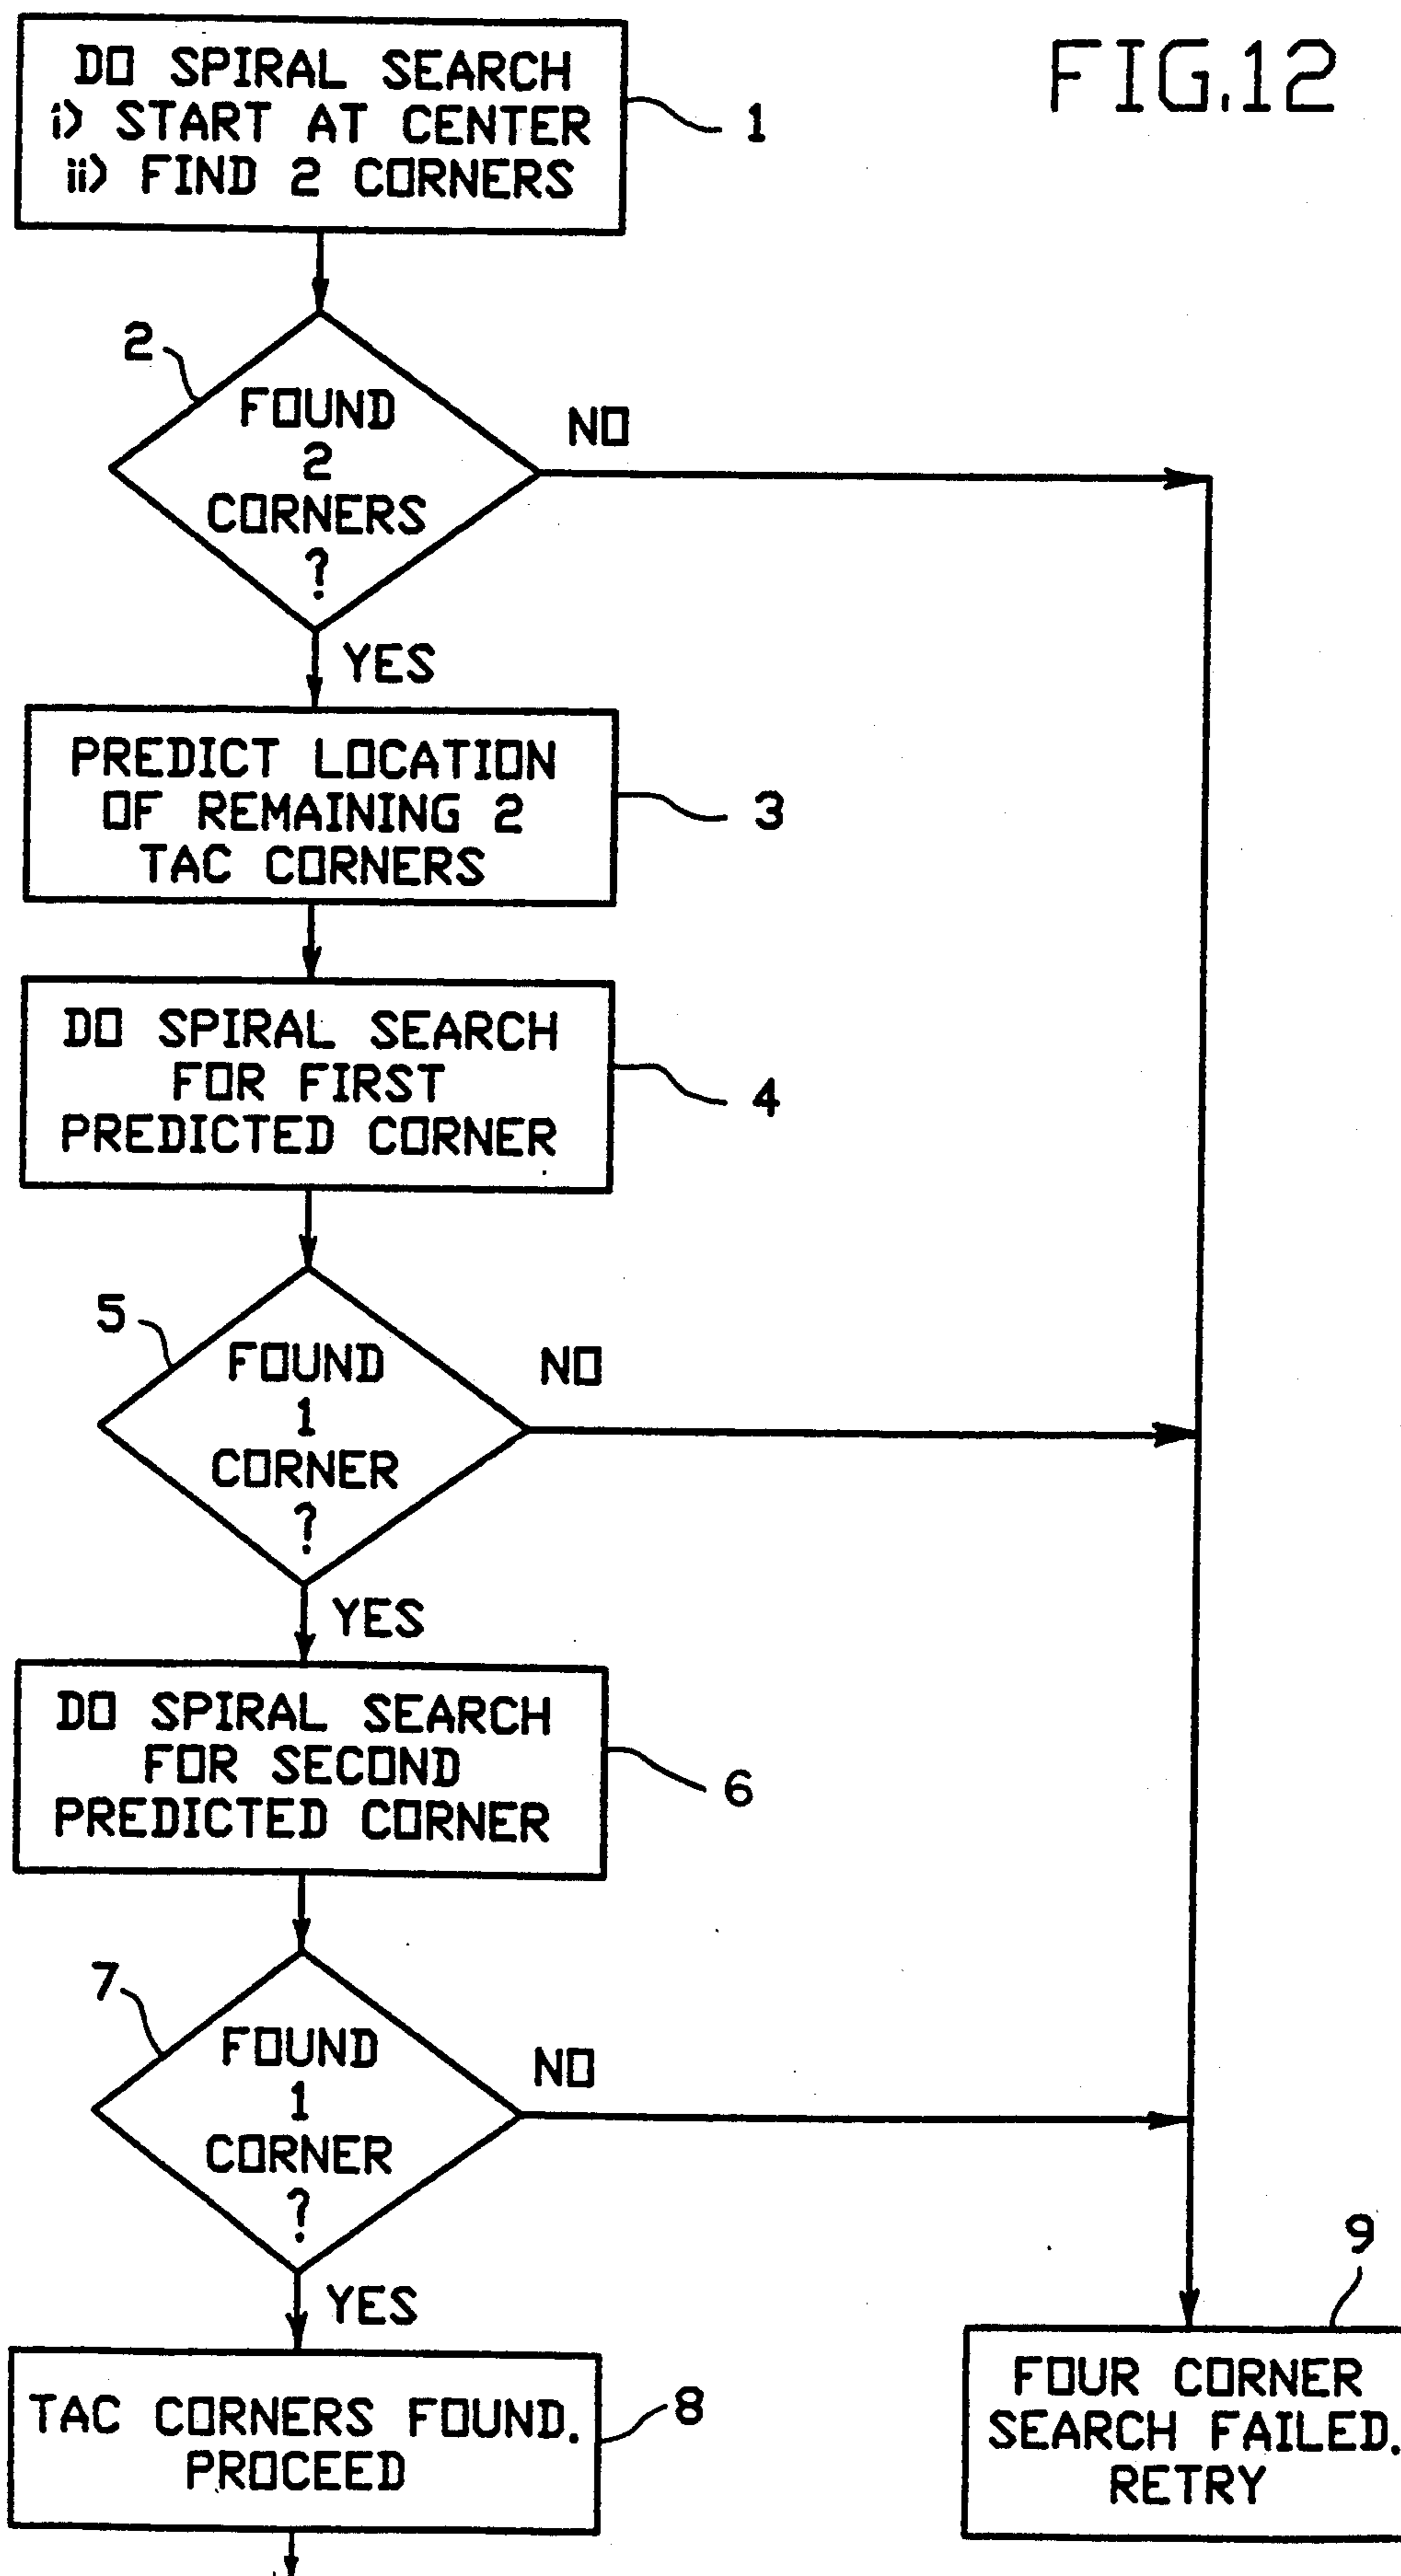 FIG.12
DO SPIRAL SEARCH
i) START AT CENTER
ii) FIND 2 CORNERS
1
2
FOUND
2
CORNERS
?
NO
YES
PREDICT LOCATION
OF REMAINING 2
TAC CORNERS
3
DO SPIRAL SEARCH
FOR FIRST
PREDICTED CORNER
4
5
FOUND
1
CORNER
?
NO
YES
DO SPIRAL SEARCH
FOR SECOND
PREDICTED CORNER
6
7
FOUND
1
CORNER
?
NO
YES
TAC CORNERS FOUND.
PROCEED
8
9
FOUR CORNER
SEARCH FAILED.
RETRY